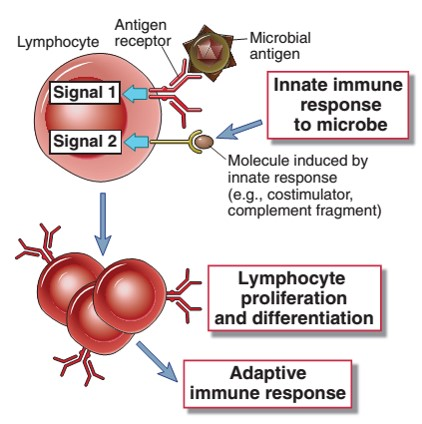 Lymphocyte
Antigen
receptor
Microbial
antigen
Signal 1
Signal 2
Innate immune
response
to microbe
Molecule induced by
innate response
(e.g., costimulator,
complement fragment)
Lymphocyte
proliferation
and differentiation
Adaptive
immune response